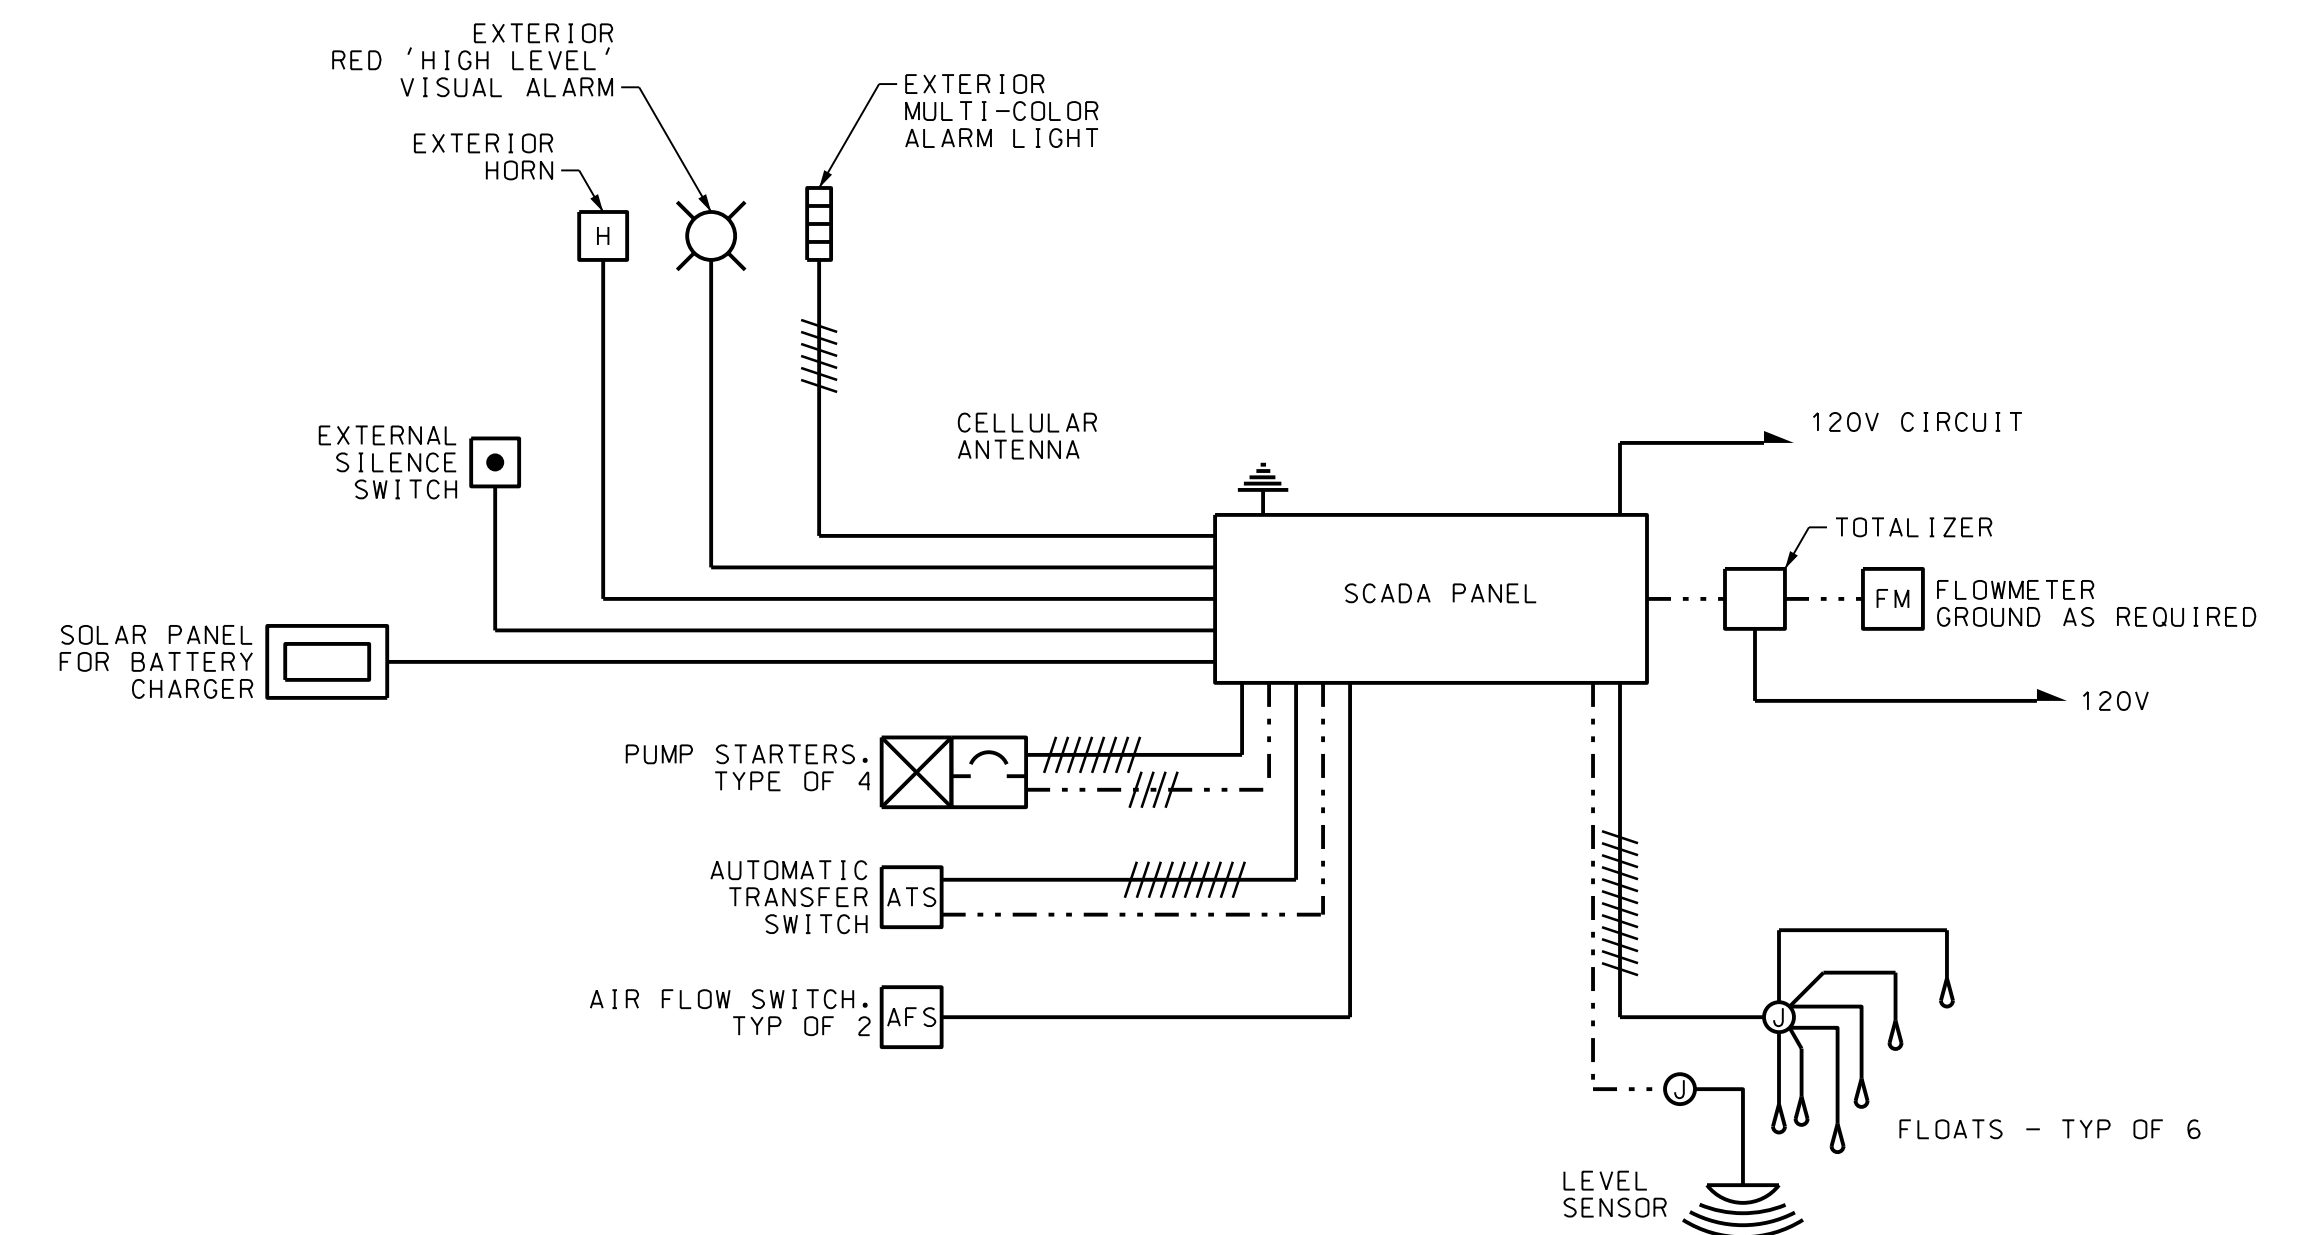 EXTERIOR
RED 'HIGH LEVEL'
VISUAL ALARM
EXTERIOR
MULTI-COLOR
ALARM LIGHT
EXTERIOR
HORN
H
CELLULAR
ANTENNA
120V CIRCUIT
EXTERNAL
SILENCE
SWITCH
TOTALIZER
SCADA PANEL
FM
FLOWMETER
GROUND AS REQUIRED
SOLAR PANEL
FOR BATTERY
CHARGER
120V
PUMP STARTERS.
TYPE OF 4
AUTOMATIC
TRANSFER
SWITCH
ATS
AIR FLOW SWITCH.
TYP OF 2
AFS
J
J
FLOATS - TYP OF 6
LEVEL
SENSOR